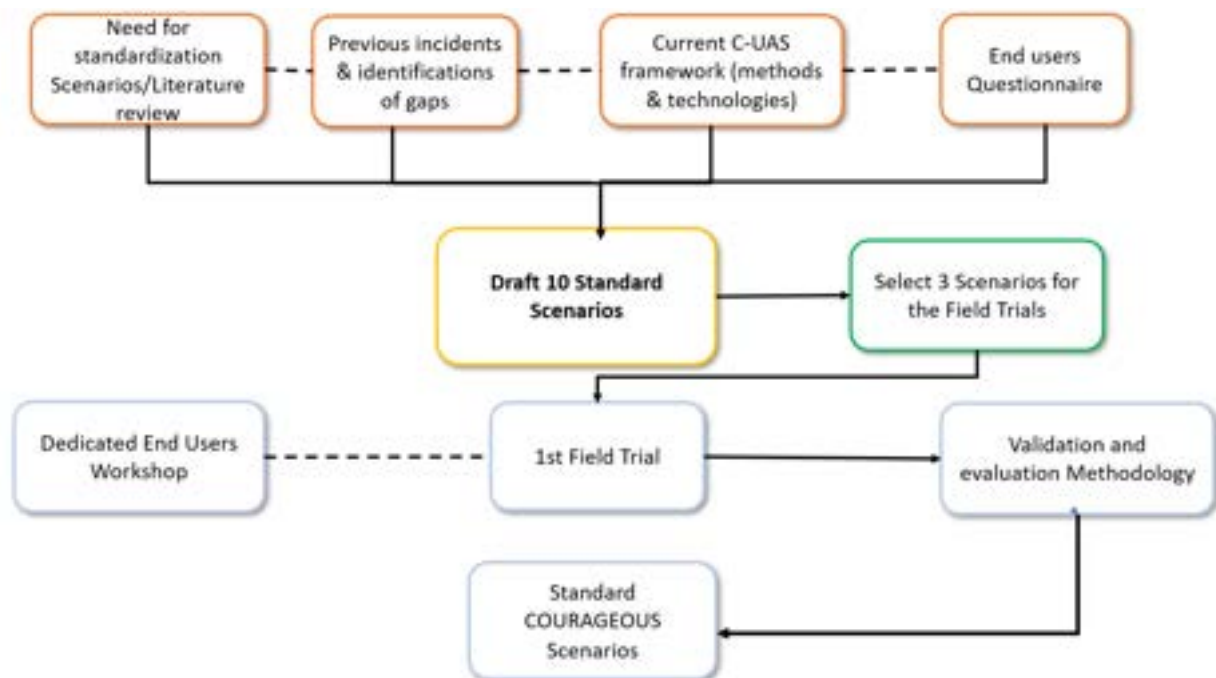 Need for
standardization
Scenarios/Literature
review
Previous incidents
& identifications
of gaps
Current C-UAS
framework (methods
& technologies)
End users
Questionnaire
Draft 10 Standard
Scenarios
Select 3 Scenarios for
the Field Trials
Dedicated End Users
Workshop
1st Field Trial
Validation and
evaluation Methodology
Standard
COURAGEOUS
Scenarios